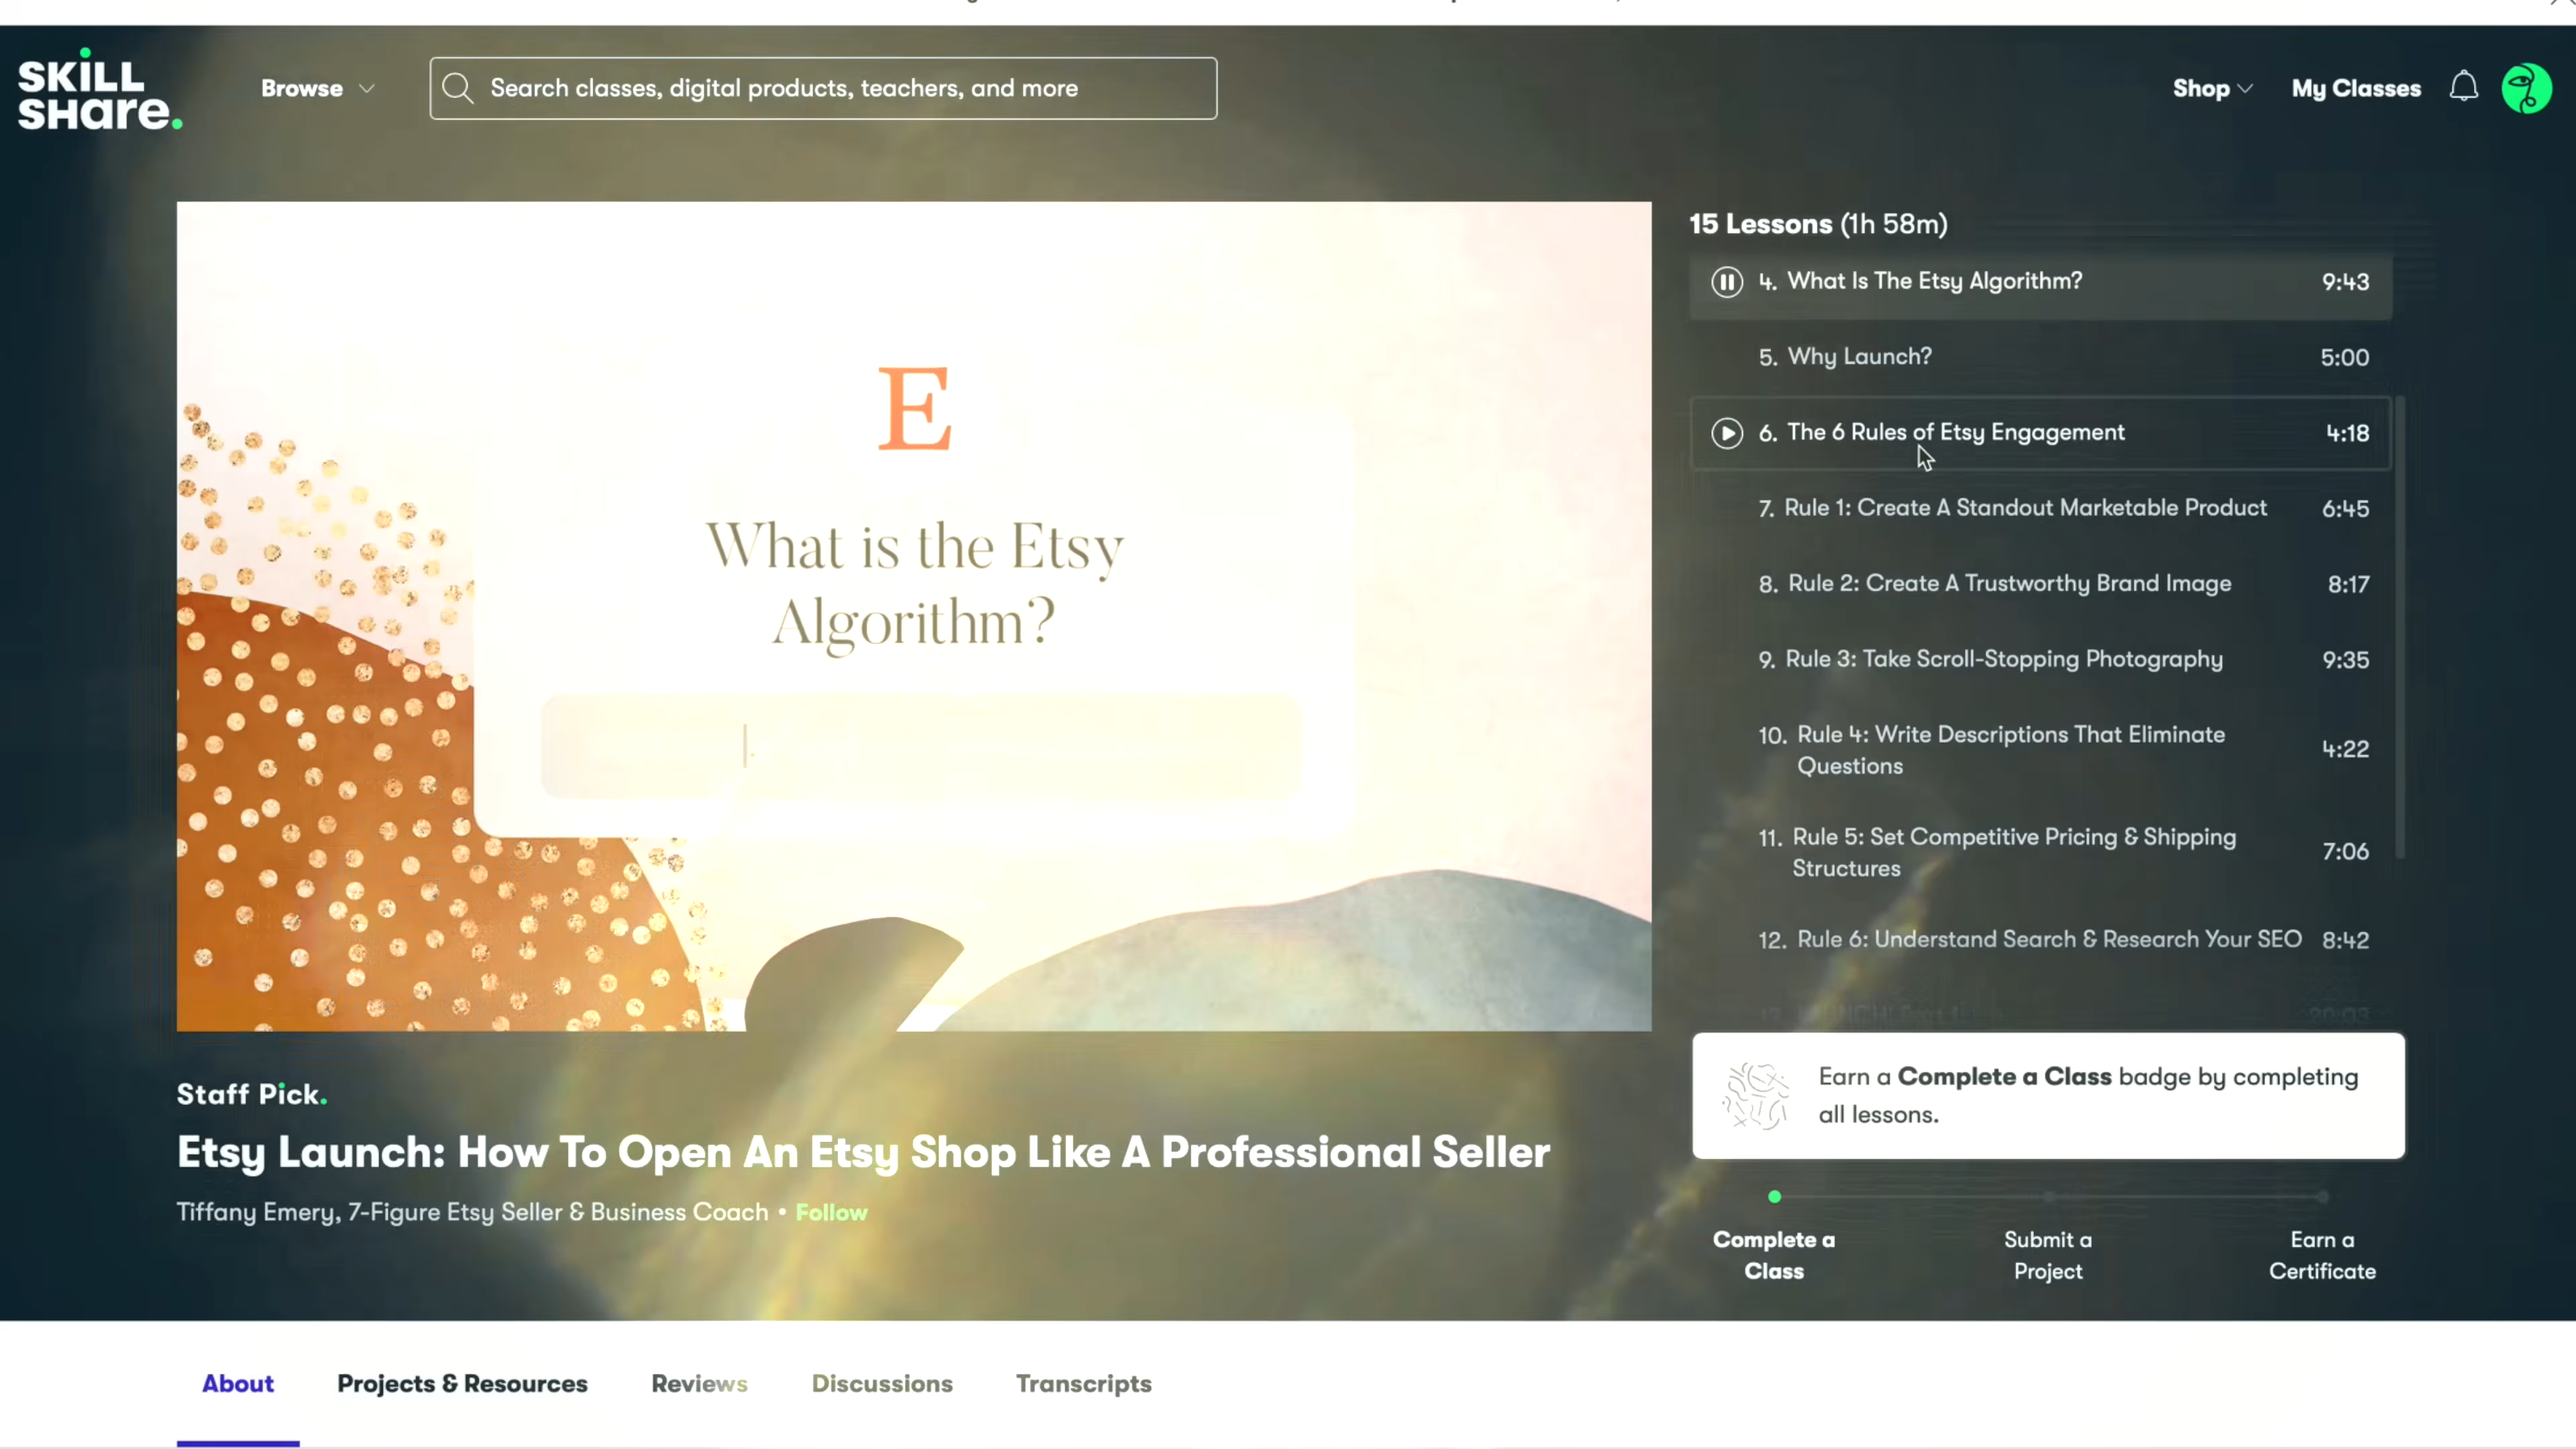 SKILL
SHare.
Browse
Search classes, digital products, teachers, and more
Shop
My Classes
E
What is the Etsy
Algorithm?
15 Lessons (1h 58m)
4. What Is The Etsy Algorithm? 9:43
5. Why Launch? 5:00
6. The 6 Rules of Etsy Engagement 4:18
7. Rule 1: Create A Standout Marketable Product 6:45
8. Rule 2: Create A Trustworthy Brand Image 8:17
9. Rule 3: Take Scroll-Stopping Photography 9:35
10. Rule 4: Write Descriptions That Eliminate
Questions 4:22
11. Rule 5: Set Competitive Pricing & Shipping
Structures 7:06
12. Rule 6: Understand Search & Research Your SEO 8:42
Earn a Complete a Class badge by completing
all lessons.
Complete a
Class
Submit a
Project
Earn a
Certificate
Staff Pick.
Etsy Launch: How To Open An Etsy Shop Like A Professional Seller
Tiffany Emery, 7-Figure Etsy Seller & Business Coach • Follow
About
Projects & Resources
Reviews
Discussions
Transcripts